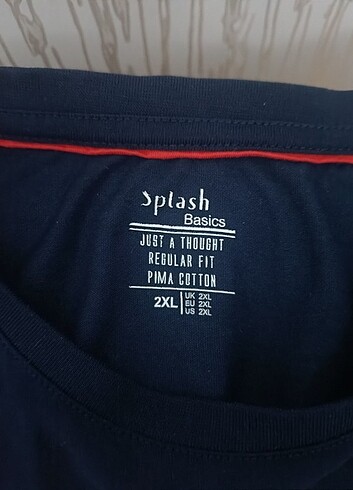 Splash
Basics
JUST A THOUGHT
REGULAR FIT
PIMA COTTON
2XL
UK 2XL
EU 2XL
US 2XL